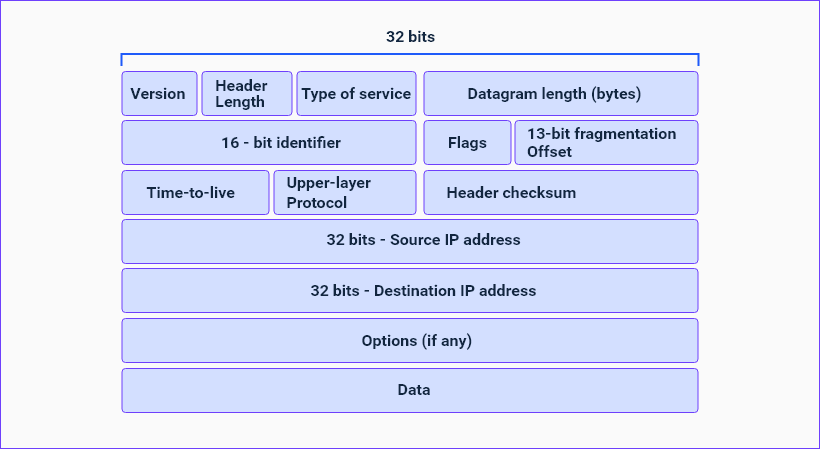 32 bits
Version
Header
Length
Type of service
Datagram length (bytes)
16 - bit identifier
Flags
13-bit fragmentation
Offset
Time-to-live
Upper-layer
Protocol
Header checksum
32 bits - Source IP address
32 bits - Destination IP address
Options (if any)
Data